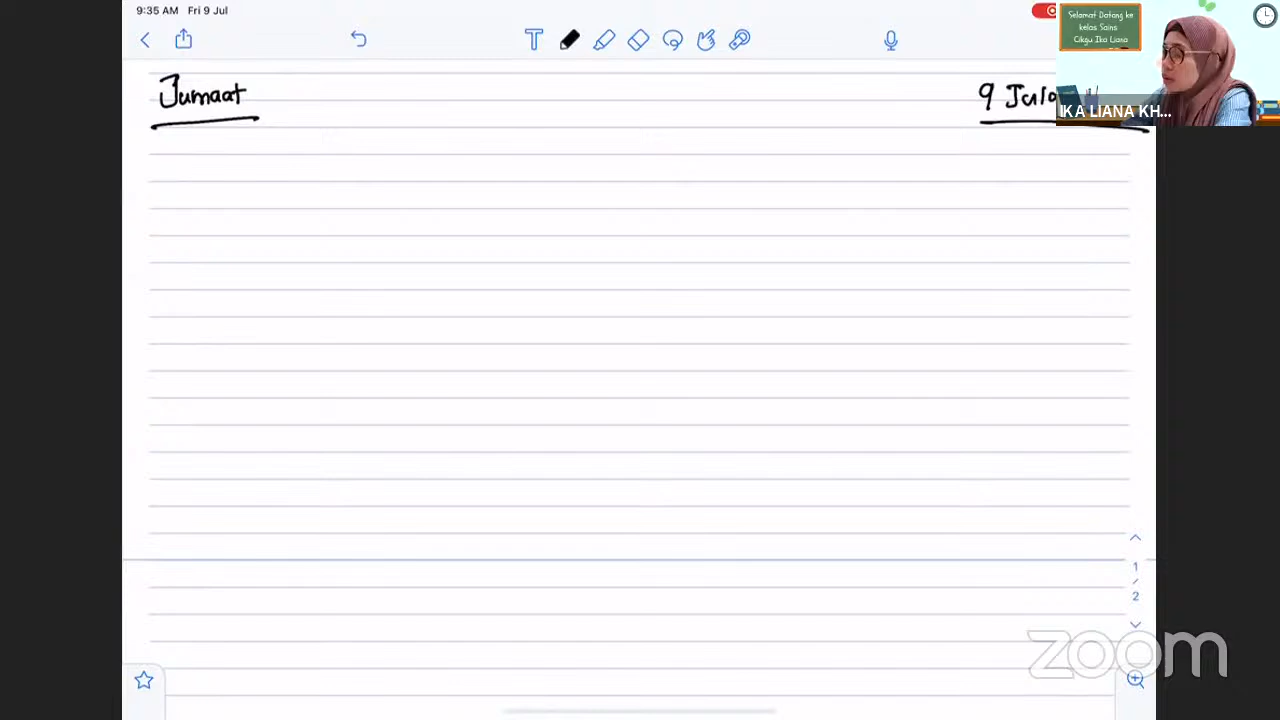 9:35 AM Fri 9 Jul
Selamat Datang ke
kelas Sains
Cikgu Ika Liana
T
Jumaat
9
IKA LIANA KH...
1
/
2
zoom